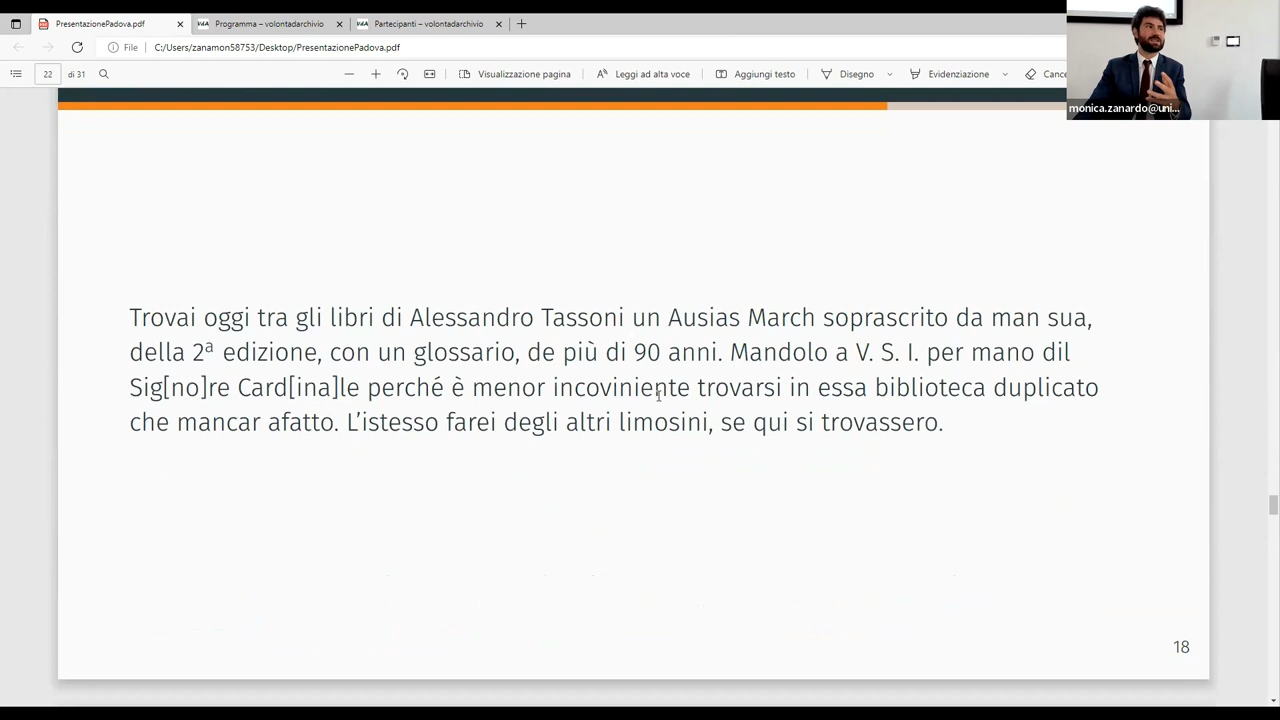 PresentazionePadova.pdf
Programma – volontadarchivio
Partecipanti – volontadarchivio
File
C:/Users/zanamon58753/Desktop/PresentazionePadova.pdf
22 di 31
Visualizzazione pagina
Leggi ad alta voce
Aggiungi testo
Disegno
Evidenziazione
Cance
monica.zanardo@uni...
Trovai oggi tra gli libri di Alessandro Tassoni un Ausias March soprascrito da man sua,
della 2ª edizione, con un glossario, de più di 90 anni. Mandolo a V. S. I. per mano dil
Sig[no]re Card[ina]le perché è menor incoviniente trovarsi in essa biblioteca duplicato
che mancar afatto. L’istesso farei degli altri limosini, se qui si trovassero.
18